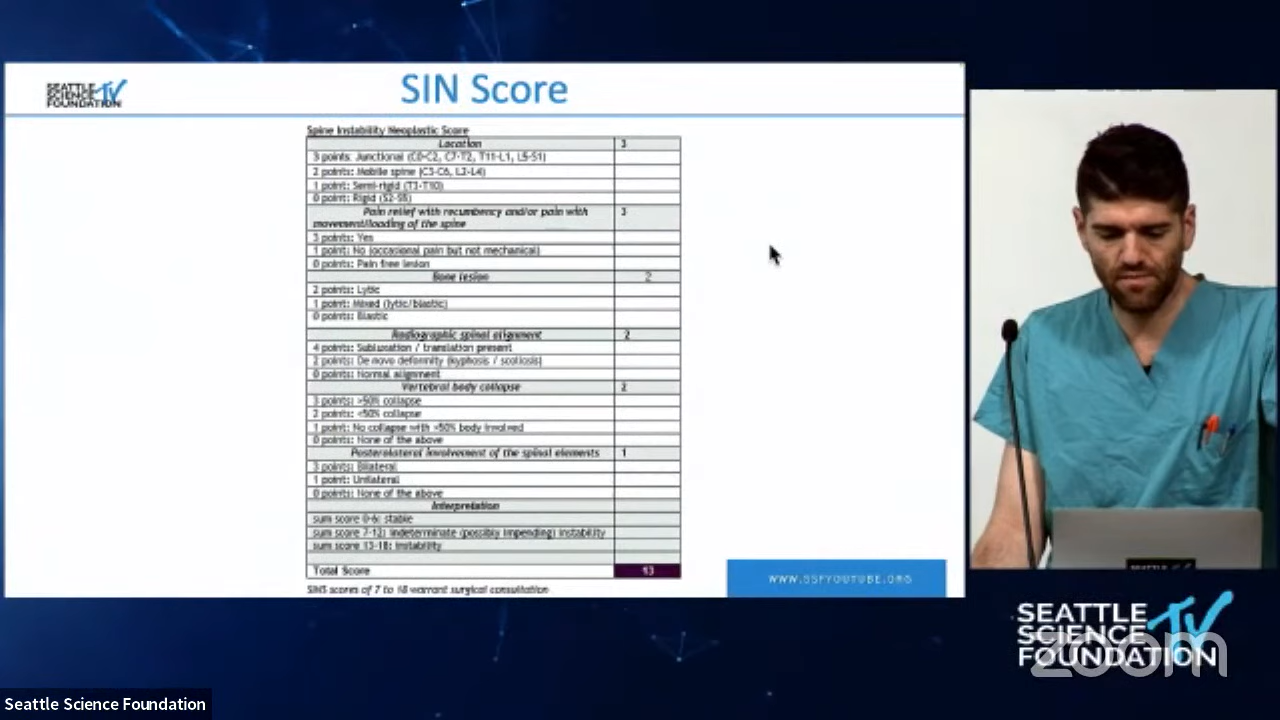 SEATTLE
SCIENCE TV
FOUNDATION
SIN Score
Spine Instability Neoplastic Score
Location 3
3 points: Junctional (C0-C2, C7-T2, T11-L1, L5-S1)
2 points: Mobile spine (C3-C6, L2-L4)
1 point: Semi-rigid (T3-T10)
0 point: Rigid (S2-S5)
Pain relief with recumbency and/or pain with 3
movement/loading of the spine
3 points: Yes
1 point: No (occasional pain but not mechanical)
0 points: Pain free lesion
Bone lesion 2
2 points: Lytic
1 point: Mixed (lytic/blastic)
0 points: Blastic
Radiographic spinal alignment 2
4 points: Subluxation / translation present
2 points: De novo deformity (kyphosis / scoliosis)
0 points: Normal alignment
Vertebral body collapse 2
3 points: >50% collapse
2 points: <50% collapse
1 point: No collapse with >50% body involved
0 points: None of the above
Posterolateral involvement of the spinal elements 1
3 points: Bilateral
1 point: Unilateral
0 points: None of the above
Interpretation
sum score 0-6: stable
sum score 7-12: indeterminate (possibly impending) instability
sum score 13-18: instability
Total Score 13
SINS scores of 7 to 18 warrant surgical consultation
WWW.SSFYOUTUBE.ORG
SEATTLE
SCIENCE TV
FOUNDATION
zoom
Seattle Science Foundation